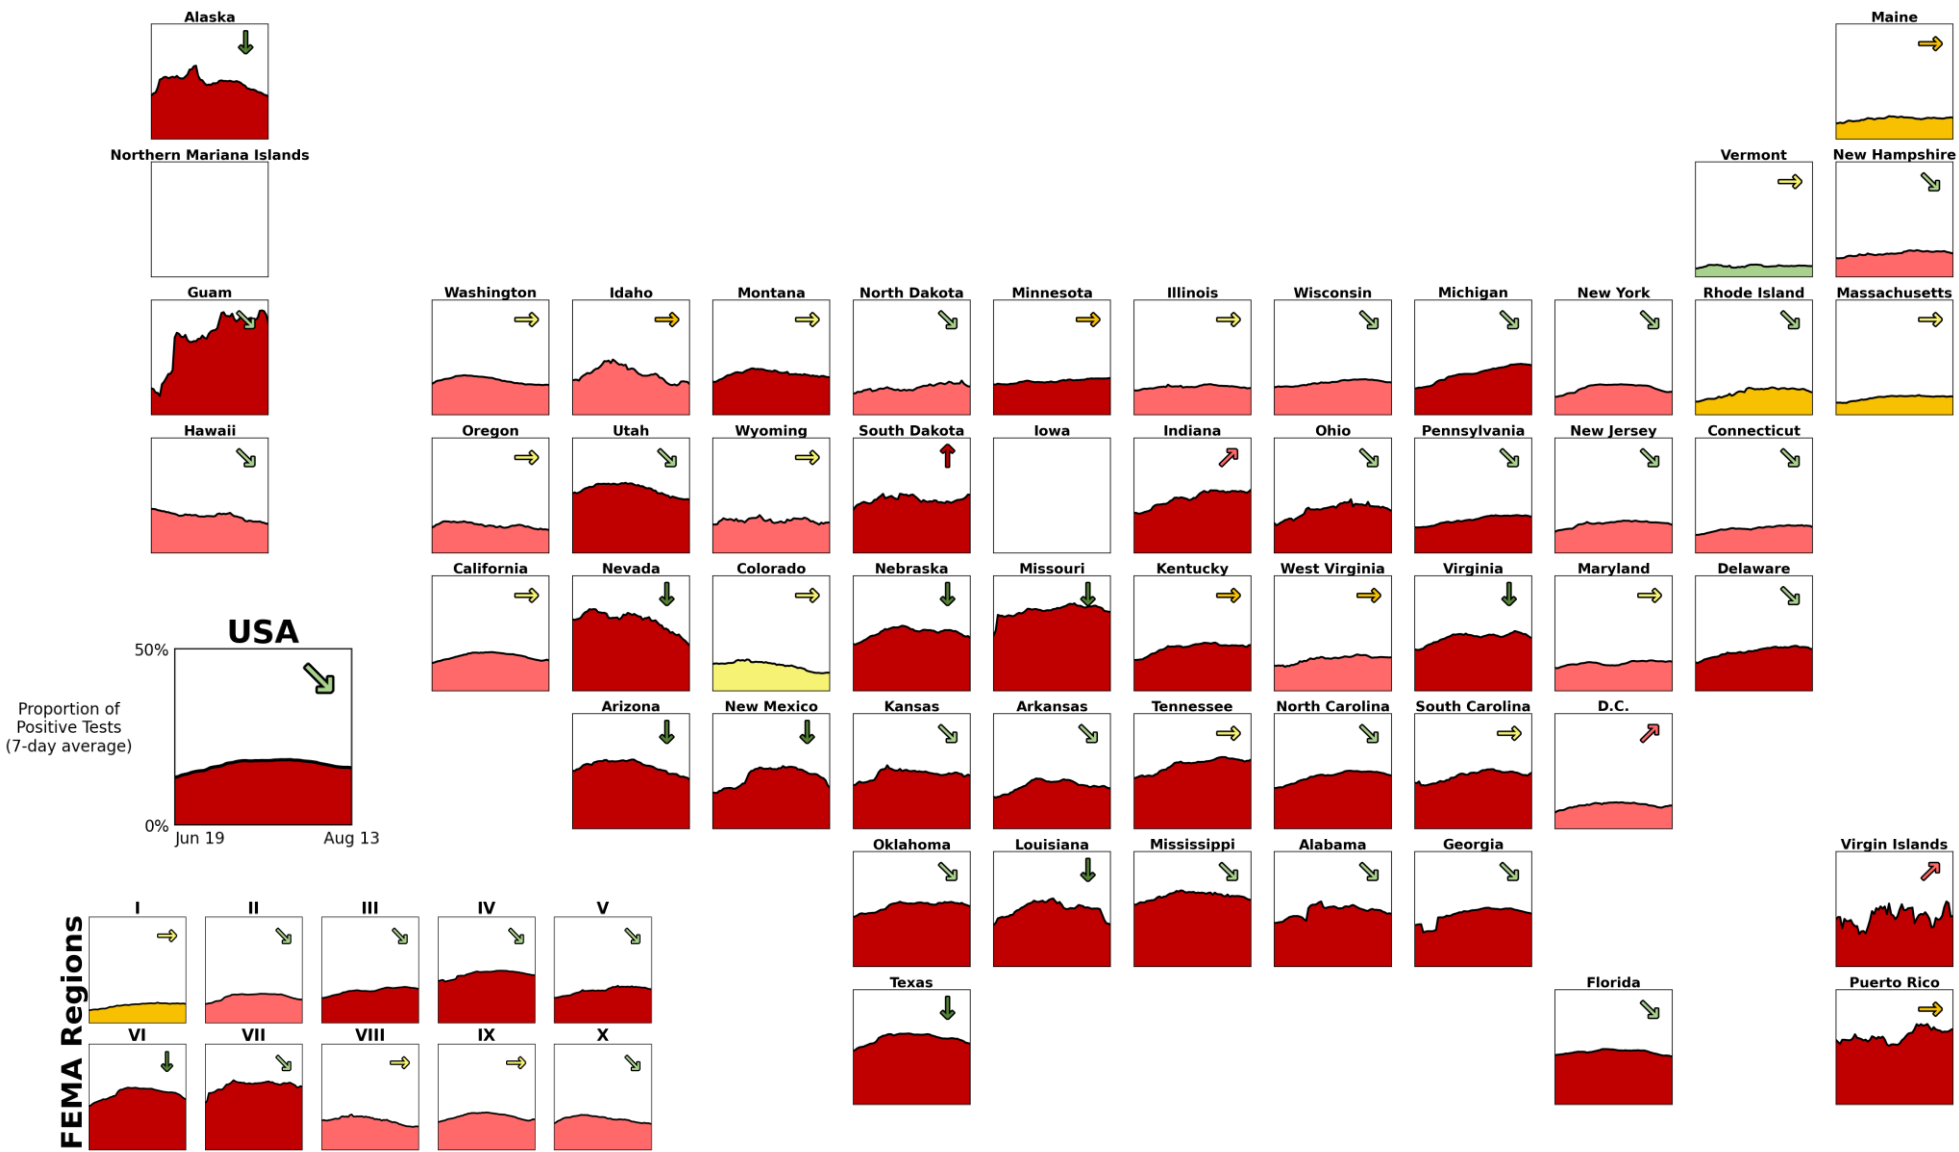 Alaska
Maine
Northern Mariana Islands
Vermont
New Hampshire
Guam
Washington
Idaho
Montana
North Dakota
Minnesota
Illinois
Wisconsin
Michigan
New York
Rhode Island
Massachusetts
Hawaii
Oregon
Utah
Wyoming
South Dakota
Iowa
Indiana
Ohio
Pennsylvania
New Jersey
Connecticut
California
Nevada
Colorado
Nebraska
Missouri
Kentucky
West Virginia
Virginia
Maryland
Delaware
USA
50%
Proportion of
Positive Tests
(7-day average)
0%
Jun 19
Aug 13
Arizona
New Mexico
Kansas
Arkansas
Tennessee
North Carolina
South Carolina
D.C.
Oklahoma
Louisiana
Mississippi
Alabama
Georgia
Virgin Islands
Texas
Florida
Puerto Rico
FEMA Regions
I
II
III
IV
V
VI
VII
VIII
IX
X